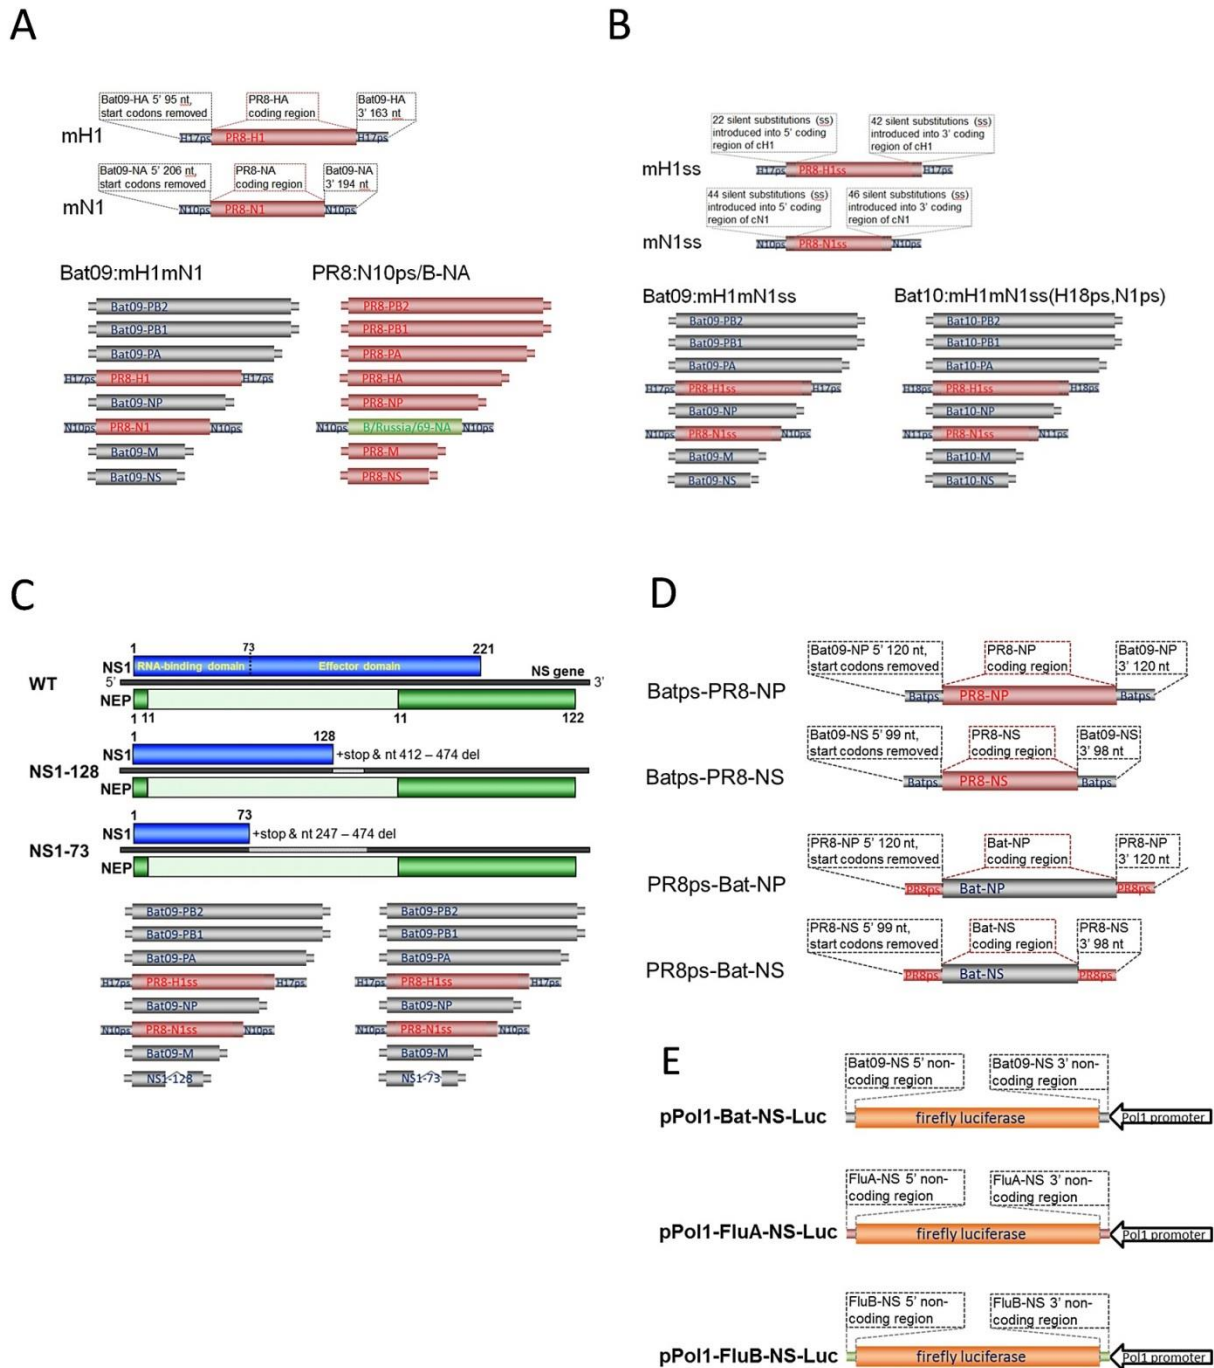 A
Bat09-HA 5' 95 nt,
start codons removed
PR8-HA
coding region
Bat09-HA
3' 163 nt
mH1
H17ps
PR8-H1
H17ps
Bat09-NA 5' 206 nt,
start codons removed
PR8-NA
coding region
Bat09-NA
3' 194 nt
mN1
N10ps
PR8-N1
N10ps
Bat09:mH1mN1
Bat09-PB2
Bat09-PB1
Bat09-PA
H17ps
PR8-H1
H17ps
Bat09-NP
N10ps
PR8-N1
N10ps
Bat09-M
Bat09-NS
PR8:N10ps/B-NA
PR8-PB2
PR8-PB1
PR8-PA
PR8-HA
PR8-NP
N10ps
B/Russia/69-NA
N10ps
PR8-M
PR8-NS
B
22 silent substitutions (ss)
introduced into 5' coding
region of cH1
42 silent substitutions (ss)
introduced into 3' coding
region of cH1
mH1ss
H17ps
PR8-H1ss
H17ps
44 silent substitutions (ss)
introduced into 5' coding
region of cN1
46 silent substitutions (ss)
introduced into 3' coding
region of cN1
mN1ss
N10ps
PR8-N1ss
N10ps
Bat09:mH1mN1ss
Bat09-PB2
Bat09-PB1
Bat09-PA
H17ps
PR8-H1ss
H17ps
Bat09-NP
N10ps
PR8-N1ss
N10ps
Bat09-M
Bat09-NS
Bat10:mH1mN1ss(H18ps,N1ps)
Bat10-PB2
Bat10-PB1
Bat10-PA
H18ps
PR8-H1ss
H18ps
Bat10-NP
N11ps
PR8-N1ss
N11ps
Bat10-M
Bat10-NS
C
1
73
221
NS1
RNA-binding domain
Effector domain
WT
5'
NS gene
3'
NEP
1 11
11
122
1
128
NS1
+stop & nt 412 – 474 del
NS1-128
NEP
1
73
NS1
+stop & nt 247 – 474 del
NS1-73
NEP
Bat09-PB2
Bat09-PB1
Bat09-PA
H17ps
PR8-H1ss
H17ps
Bat09-NP
N10ps
PR8-N1ss
N10ps
Bat09-M
NS1-128
Bat09-PB2
Bat09-PB1
Bat09-PA
H17ps
PR8-H1ss
H17ps
Bat09-NP
N10ps
PR8-N1ss
N10ps
Bat09-M
NS1-73
D
Bat09-NP 5' 120 nt,
start codons removed
PR8-NP
coding region
Bat09-NP
3' 120 nt
Batps-PR8-NP
Batps
PR8-NP
Batps
Bat09-NS 5' 99 nt,
start codons removed
PR8-NS
coding region
Bat09-NS
3' 98 nt
Batps-PR8-NS
Batps
PR8-NS
Batps
PR8-NP 5' 120 nt,
start codons removed
Bat-NP
coding region
PR8-NP
3' 120 nt
PR8ps-Bat-NP
PR8ps
Bat-NP
PR8ps
PR8-NS 5' 99 nt,
start codons removed
Bat-NS
coding region
PR8-NS
3' 98 nt
PR8ps-Bat-NS
PR8ps
Bat-NS
PR8ps
E
Bat09-NS 5' non-
coding region
Bat09-NS 3' non-
coding region
pPol1-Bat-NS-Luc
firefly luciferase
Pol1 promoter
FluA-NS 5' non-
coding region
FluA-NS 3' non-
coding region
pPol1-FluA-NS-Luc
firefly luciferase
Pol1 promoter
FluB-NS 5' non-
coding region
FluB-NS 3' non-
coding region
pPol1-FluB-NS-Luc
firefly luciferase
Pol1 promoter